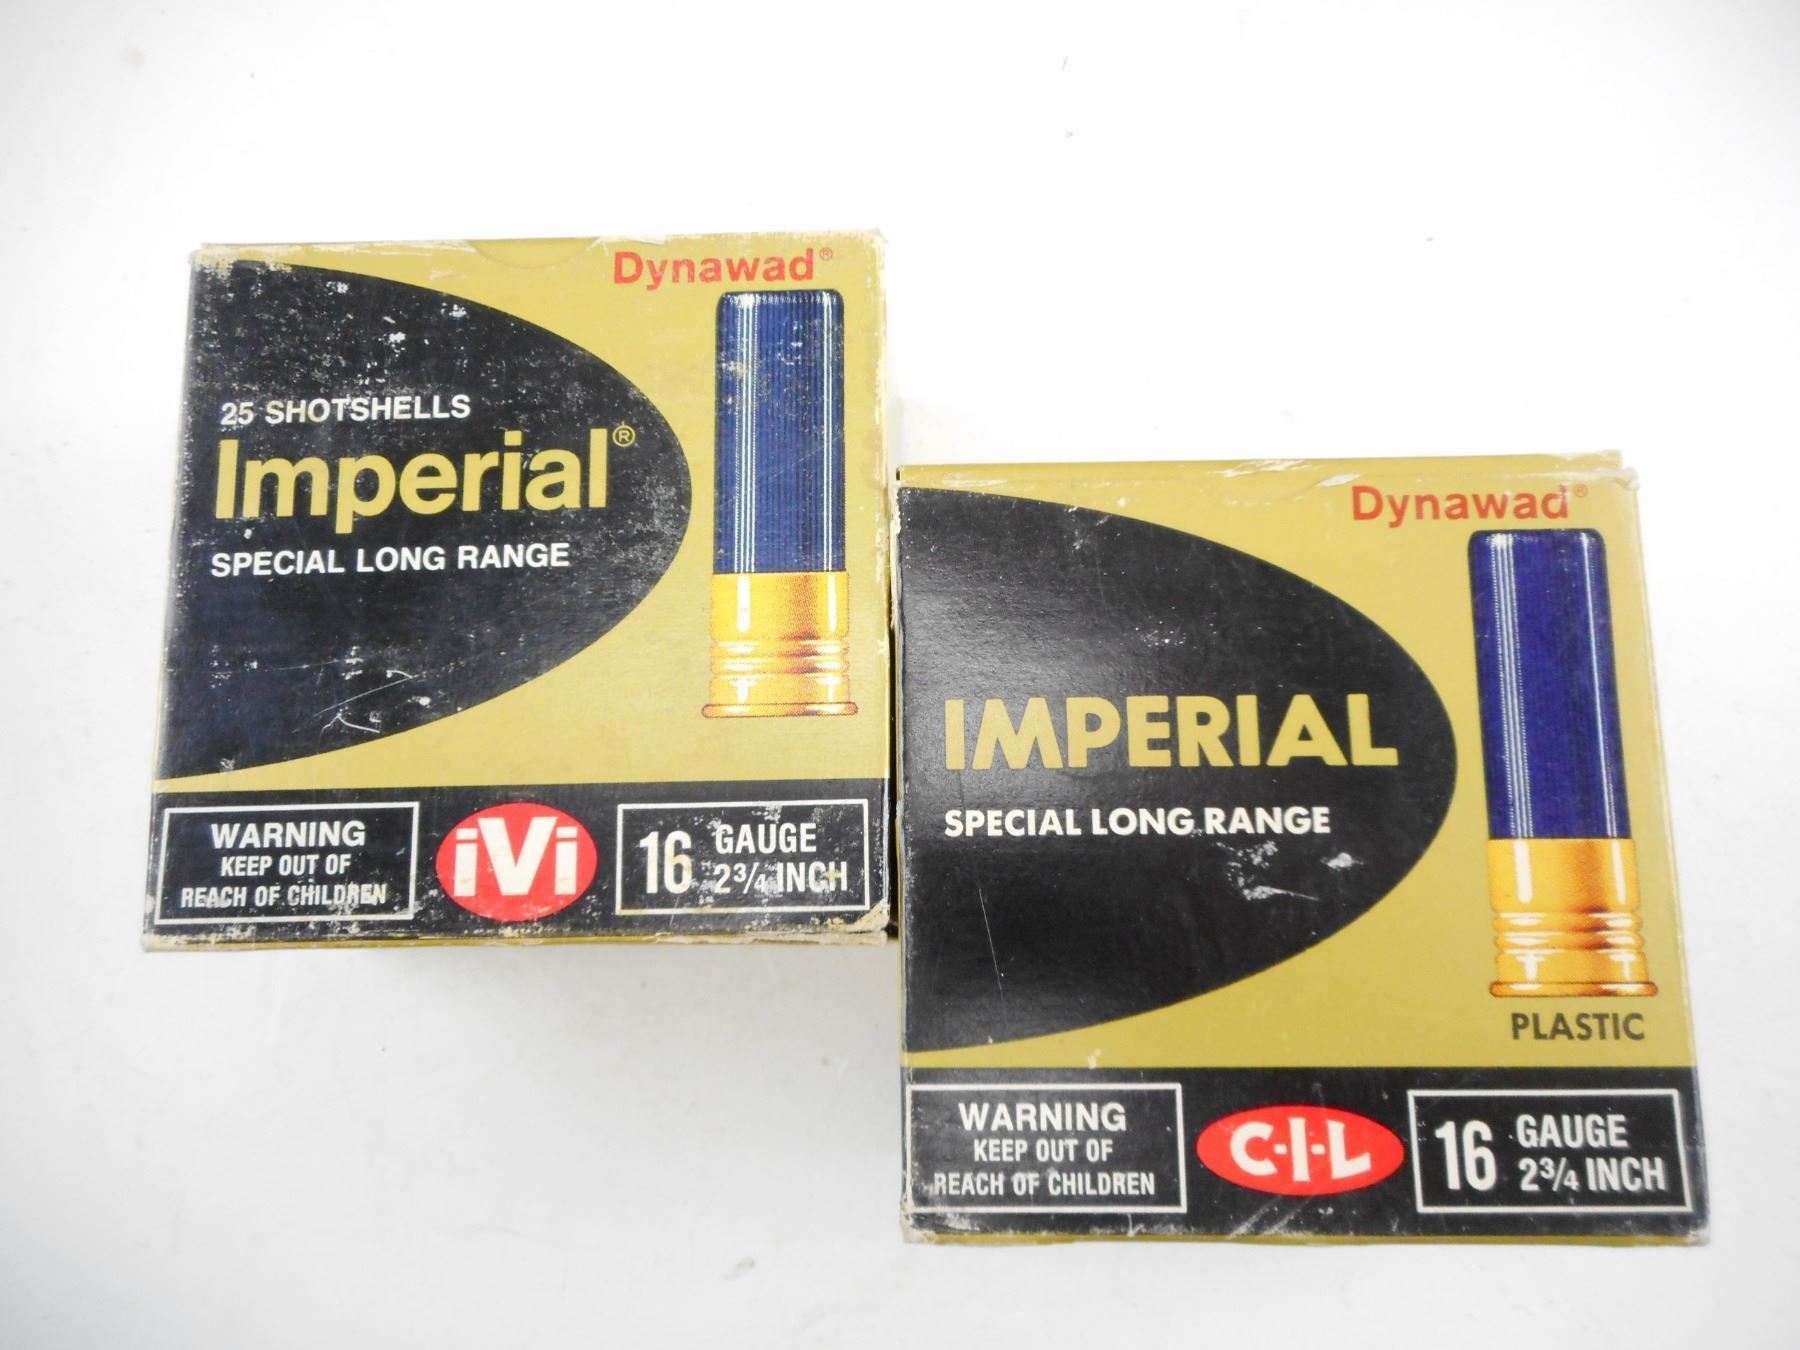 Dynawad®
25 SHOTSHELLS
Imperial®
SPECIAL LONG RANGE
WARNING
KEEP OUT OF
REACH OF CHILDREN
iVi
16 GAUGE
2¾ INCH
Dynawad®
IMPERIAL
SPECIAL LONG RANGE
PLASTIC
WARNING
KEEP OUT OF
REACH OF CHILDREN
C-I-L
16 GAUGE
2¾ INCH